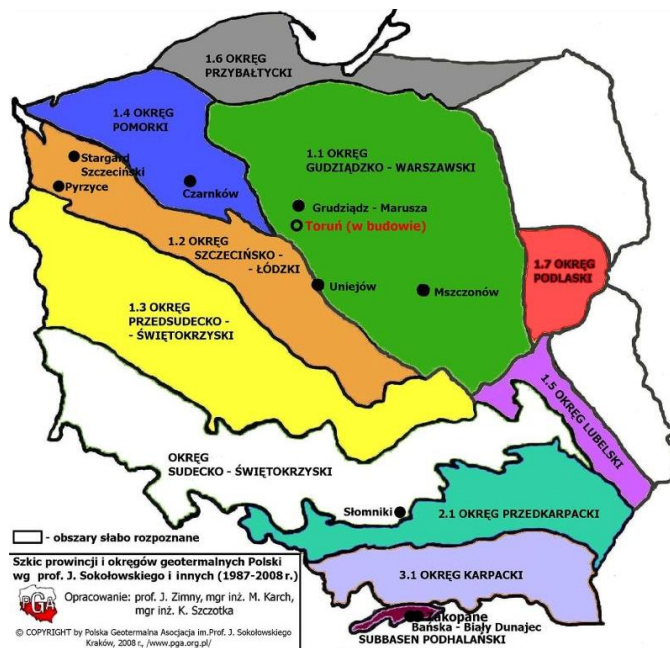 1.6 OKRĘG
PRZYBAŁTYCKI
1.4 OKRĘG
POMORKI
1.1 OKRĘG
GUDZIĄDZKO - WARSZAWSKI
Stargard
Szczeciński
Pyrzyce
Czarnków
Grudziądz - Marusza
Toruń (w budowie)
1.2 OKRĘG
SZCZECIŃSKO -
- ŁÓDZKI
1.7 OKRĘG
PODLASKI
Uniejów
Mszczonów
1.3 OKRĘG
PRZEDSUDECKO -
- ŚWIĘTOKRZYSKI
1.5 OKRĘG LUBELSKI
OKRĘG
SUDECKO - ŚWIĘTOKRZYSKI
Słomniki
2.1 OKRĘG PRZEDKARPACKI
- obszary słabo rozpoznane
3.1 OKRĘG KARPACKI
Szkic prowincji i okręgów geotermalnych Polski
wg prof. J. Sokołowskiego i innych (1987-2008 r.)
PGA
Opracowanie: prof. J. Zimny, mgr inż. M. Karch,
mgr inż. K. Szczotka
© COPYRIGHT by Polska Geotermalna Asocjacja im.Prof. J. Sokołowskiego
Kraków, 2008 r., /www.pga.org.pl/
Zakopane
Bańska - Biały Dunajec
SUBBASEN PODHALAŃSKI